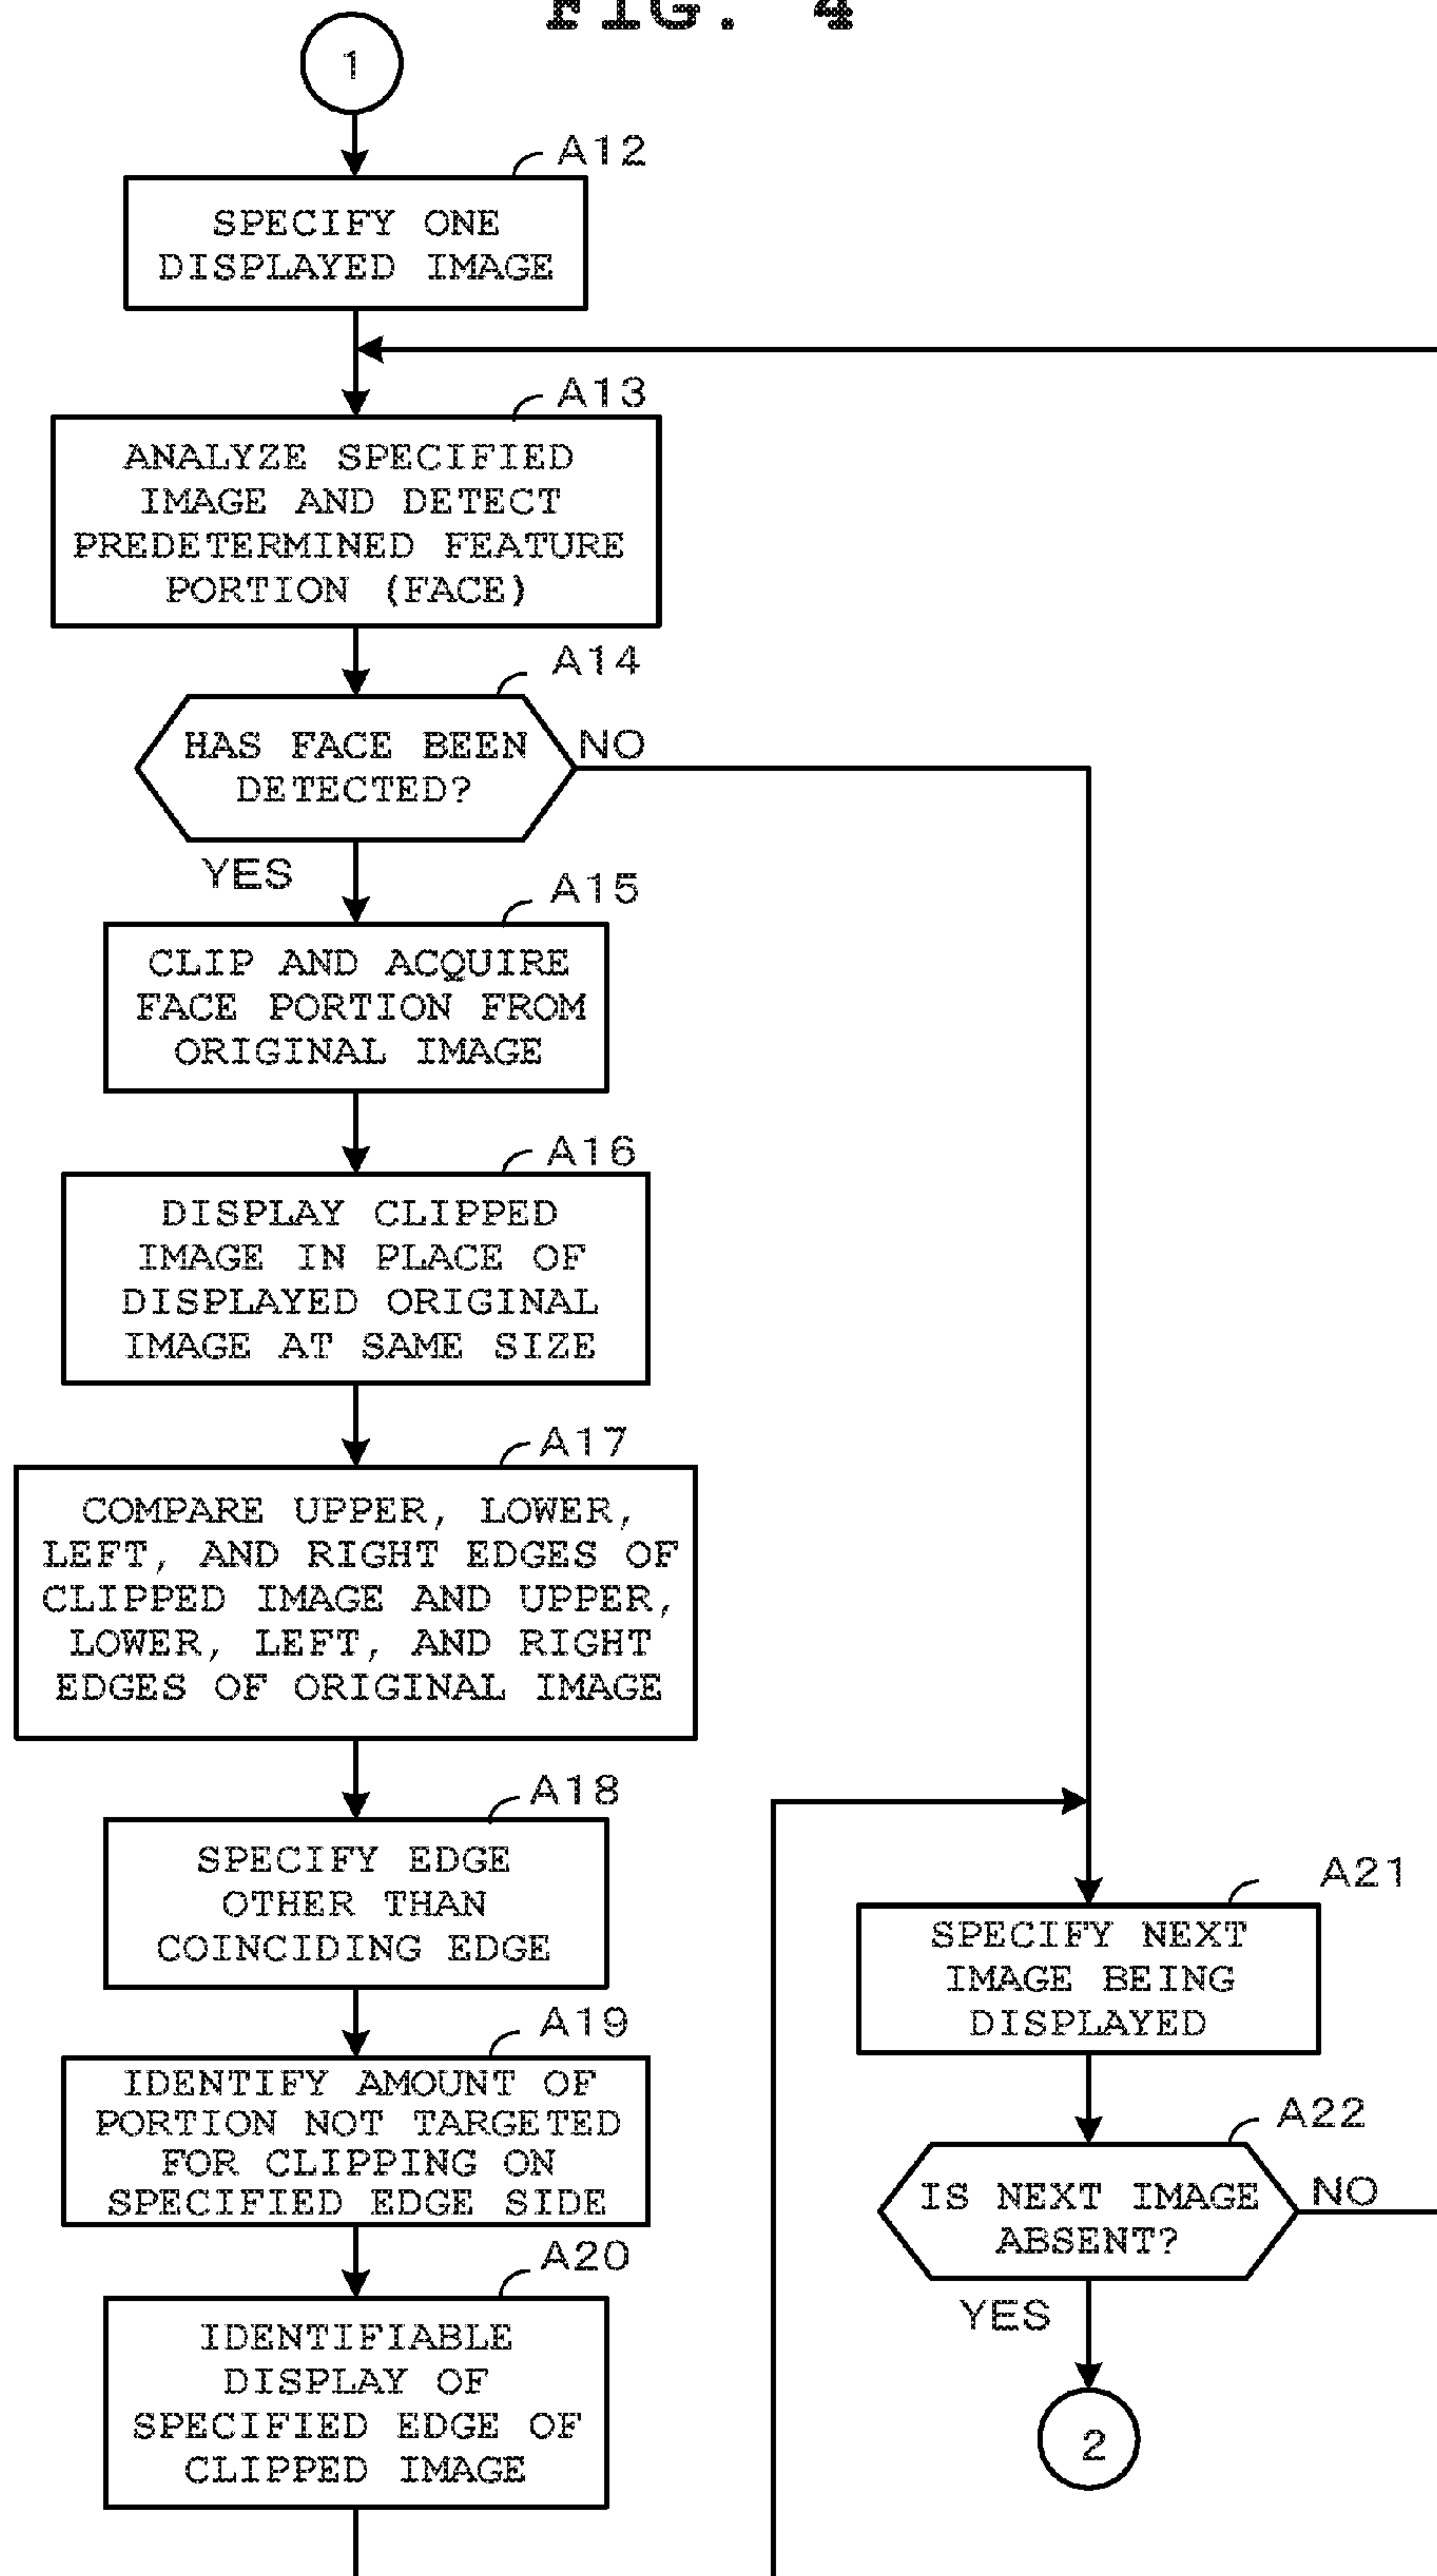 FIG. 4
1
A12
SPECIFY ONE
DISPLAYED IMAGE
A13
ANALYZE SPECIFIED
IMAGE AND DETECT
PREDETERMINED FEATURE
PORTION (FACE)
A14
HAS FACE BEEN
DETECTED?
NO
YES
A15
CLIP AND ACQUIRE
FACE PORTION FROM
ORIGINAL IMAGE
A16
DISPLAY CLIPPED
IMAGE IN PLACE OF
DISPLAYED ORIGINAL
IMAGE AT SAME SIZE
A17
COMPARE UPPER, LOWER,
LEFT, AND RIGHT EDGES OF
CLIPPED IMAGE AND UPPER,
LOWER, LEFT, AND RIGHT
EDGES OF ORIGINAL IMAGE
A18
SPECIFY EDGE
OTHER THAN
COINCIDING EDGE
A19
IDENTIFY AMOUNT OF
PORTION NOT TARGETED
FOR CLIPPING ON
SPECIFIED EDGE SIDE
A20
IDENTIFIABLE
DISPLAY OF
SPECIFIED EDGE OF
CLIPPED IMAGE
A21
SPECIFY NEXT
IMAGE BEING
DISPLAYED
A22
IS NEXT IMAGE
ABSENT?
NO
YES
2